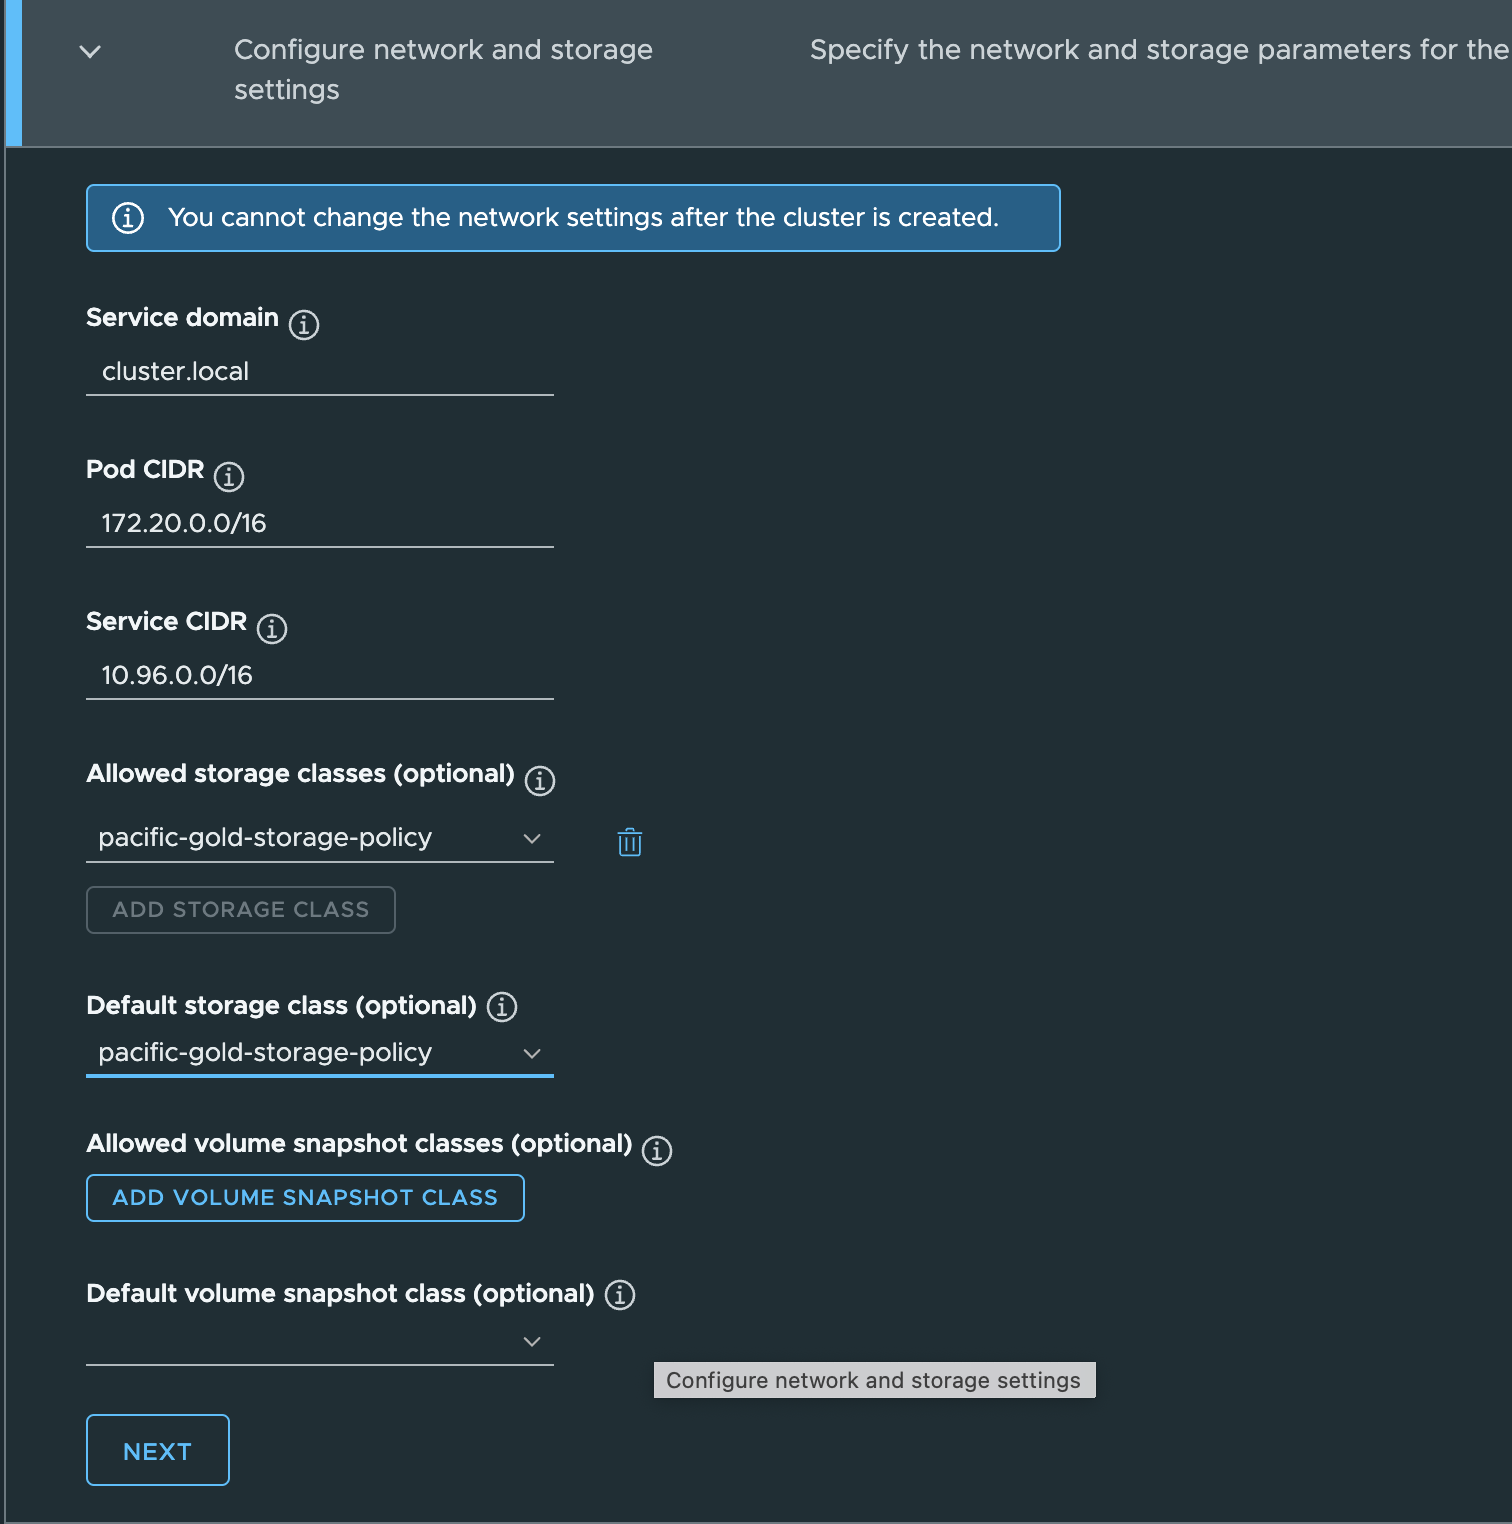 Configure network and storage
settings
Specify the network and storage parameters for the
You cannot change the network settings after the cluster is created.
Service domain
cluster.local
Pod CIDR
172.20.0.0/16
Service CIDR
10.96.0.0/16
Allowed storage classes (optional)
pacific-gold-storage-policy
ADD STORAGE CLASS
Default storage class (optional)
pacific-gold-storage-policy
Allowed volume snapshot classes (optional)
ADD VOLUME SNAPSHOT CLASS
Default volume snapshot class (optional)
Configure network and storage settings
NEXT